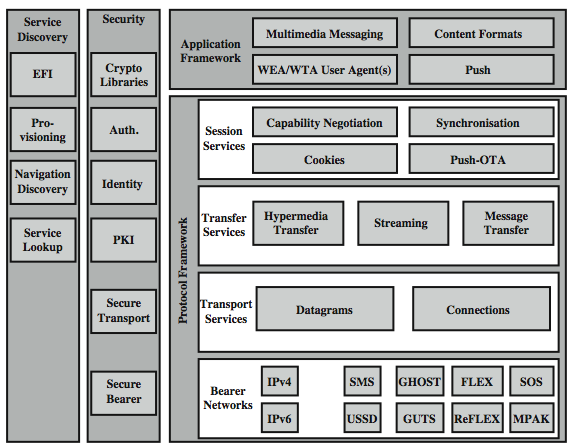 Service
Discovery
EFI
Pro-
visioning
Navigation
Discovery
Service
Lookup
Security
Crypto
Libraries
Auth.
Identity
PKI
Secure
Transport
Secure
Bearer
Application
Framework
Multimedia Messaging
Content Formats
WEA/WTA User Agent(s)
Push
Protocol Framework
Session
Services
Capability Negotiation
Synchronisation
Cookies
Push-OTA
Transfer
Services
Hypermedia
Transfer
Streaming
Message
Transfer
Transport
Services
Datagrams
Connections
Bearer
Networks
IPv4
SMS
GHOST
FLEX
SOS
IPv6
USSD
GUTS
ReFLEX
MPAK